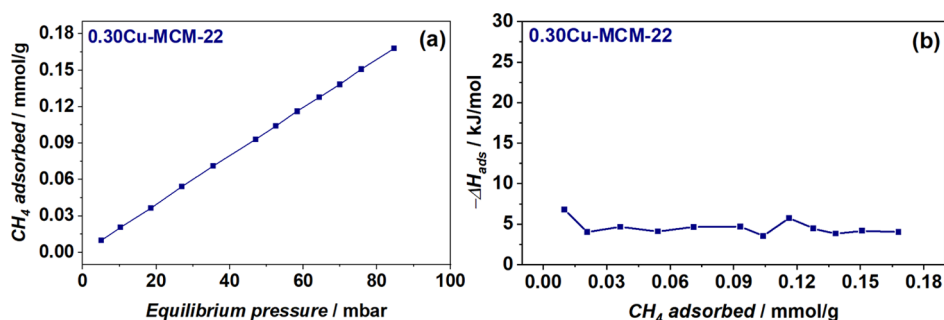 0.30Cu-MCM-22
(a)
CH₄ adsorbed / mmol/g
0.18
0.15
0.12
0.09
0.06
0.03
0.00
0 20 40 60 80 100
Equilibrium pressure / mbar
0.30Cu-MCM-22
(b)
−ΔHads / kJ/mol
30
25
20
15
10
5
0
0.00 0.03 0.06 0.09 0.12 0.15 0.18
CH₄ adsorbed / mmol/g